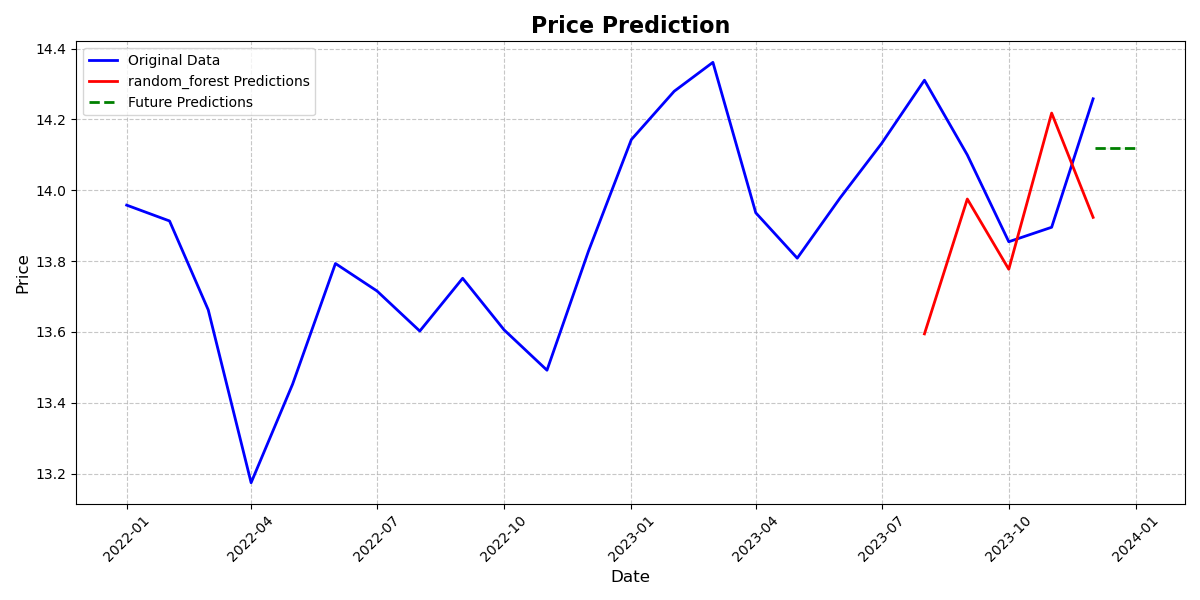 Price Prediction
Original Data
random_forest Predictions
Future Predictions
Price
14.4
14.2
14.0
13.8
13.6
13.4
13.2
2022-01
2022-04
2022-07
2022-10
2023-01
2023-04
2023-07
2023-10
2024-01
Date